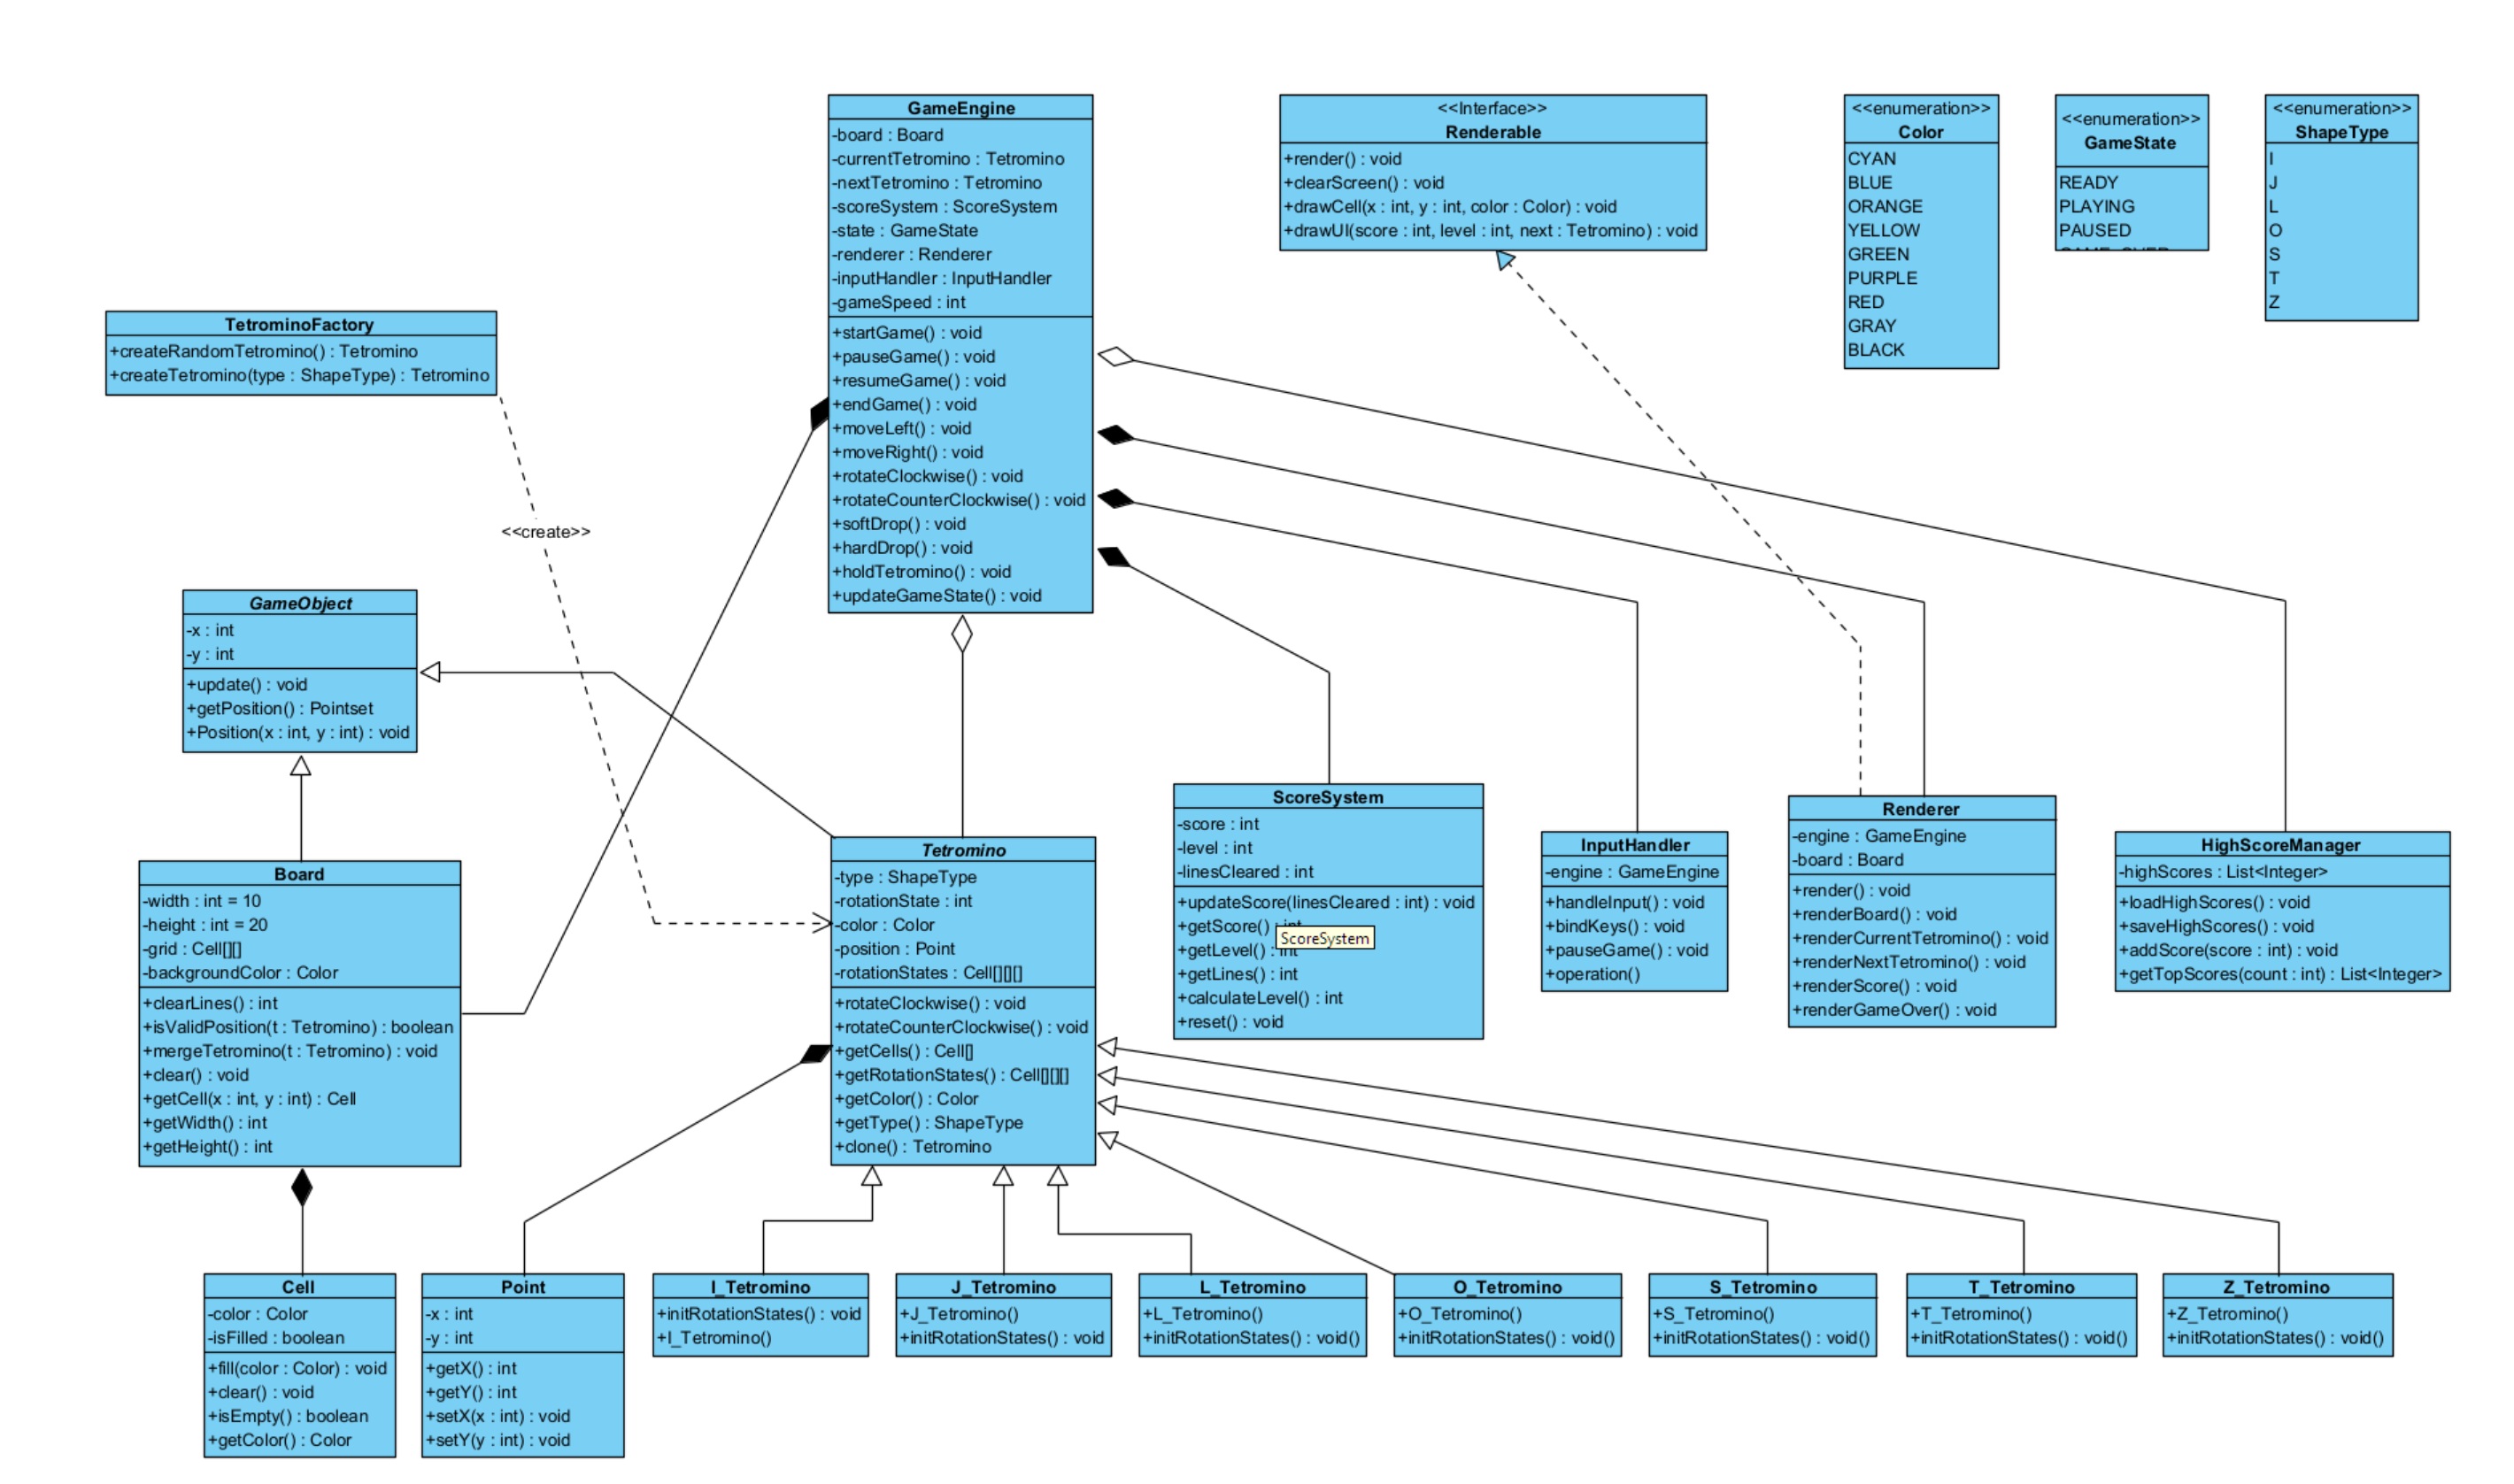 GameEngine
-board : Board
-currentTetromino : Tetromino
-nextTetromino : Tetromino
-scoreSystem : ScoreSystem
-state : GameState
-renderer : Renderer
-inputHandler : InputHandler
-gameSpeed : int
+startGame() : void
+pauseGame() : void
+resumeGame() : void
+endGame() : void
+moveLeft() : void
+moveRight() : void
+rotateClockwise() : void
+rotateCounterClockwise() : void
+softDrop() : void
+hardDrop() : void
+holdTetromino() : void
+updateGameState() : void
<<Interface>>
Renderable
+render() : void
+clearScreen() : void
+drawCell(x : int, y : int, color : Color) : void
+drawUI(score : int, level : int, next : Tetromino) : void
<<enumeration>>
Color
CYAN
BLUE
ORANGE
YELLOW
GREEN
PURPLE
RED
GRAY
BLACK
<<enumeration>>
GameState
READY
PLAYING
PAUSED
<<enumeration>>
ShapeType
I
J
L
O
S
T
Z
TetrominoFactory
+createRandomTetromino() : Tetromino
+createTetromino(type : ShapeType) : Tetromino
<<create>>
GameObject
-x : int
-y : int
+update() : void
+getPosition() : Pointset
+Position(x : int, y : int) : void
Board
-width : int = 10
-height : int = 20
-grid : Cell[][]
-backgroundColor : Color
+clearLines() : int
+isValidPosition(t : Tetromino) : boolean
+mergeTetromino(t : Tetromino) : void
+clear() : void
+getCell(x : int, y : int) : Cell
+getWidth() : int
+getHeight() : int
Tetromino
-type : ShapeType
-rotationState : int
-color : Color
-position : Point
-rotationStates : Cell[][][]
+rotateClockwise() : void
+rotateCounterClockwise() : void
+getCells() : Cell[]
+getRotationStates() : Cell[][][]
+getColor() : Color
+getType() : ShapeType
+clone() : Tetromino
ScoreSystem
-score : int
-level : int
-linesCleared : int
+updateScore(linesCleared : int) : void
+getScore() : int
ScoreSystem
+getLevel() : int
+getLines() : int
+calculateLevel() : int
+reset() : void
InputHandler
-engine : GameEngine
+handleInput() : void
+bindKeys() : void
+pauseGame() : void
+operation()
Renderer
-engine : GameEngine
-board : Board
+render() : void
+renderBoard() : void
+renderCurrentTetromino() : void
+renderNextTetromino() : void
+renderScore() : void
+renderGameOver() : void
HighScoreManager
-highScores : List<Integer>
+loadHighScores() : void
+saveHighScores() : void
+addScore(score : int) : void
+getTopScores(count : int) : List<Integer>
Cell
-color : Color
-isFilled : boolean
+fill(color : Color) : void
+clear() : void
+isEmpty() : boolean
+getColor() : Color
Point
-x : int
-y : int
+getX() : int
+getY() : int
+setX(x : int) : void
+setY(y : int) : void
I_Tetromino
+initRotationStates() : void
+I_Tetromino()
J_Tetromino
+J_Tetromino()
+initRotationStates() : void
L_Tetromino
+L_Tetromino()
+initRotationStates() : void()
O_Tetromino
+O_Tetromino()
+initRotationStates() : void()
S_Tetromino
+S_Tetromino()
+initRotationStates() : void()
T_Tetromino
+T_Tetromino()
+initRotationStates() : void()
Z_Tetromino
+Z_Tetromino()
+initRotationStates() : void()